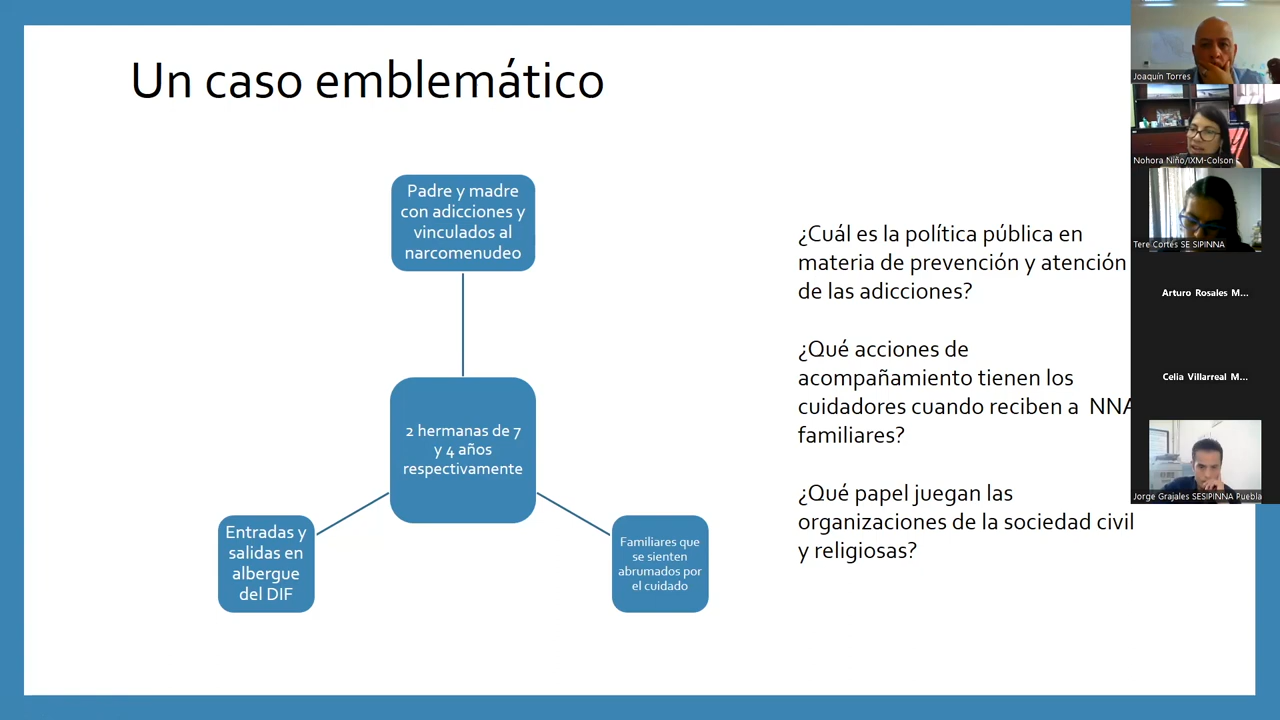 Un caso emblemático
Padre y madre
con adicciones y
vinculados al
narcomenudeo
2 hermanas de 7
y 4 años
respectivamente
Entradas y
salidas en
albergue
del DIF
Familiares que
se sienten
abrumados por
el cuidado
¿Cuál es la política pública en
materia de prevención y atención
de las adicciones?
¿Qué acciones de
acompañamiento tienen los
cuidadores cuando reciben a NNA
familiares?
¿Qué papel juegan las
organizaciones de la sociedad civil
y religiosas?
Joaquín Torres
Nohora Niño/IXM-Colson
Tere Cortés SE SIPINNA
Arturo Rosales M...
Celia Villarreal M...
Jorge Grajales SESIPINNA Puebla